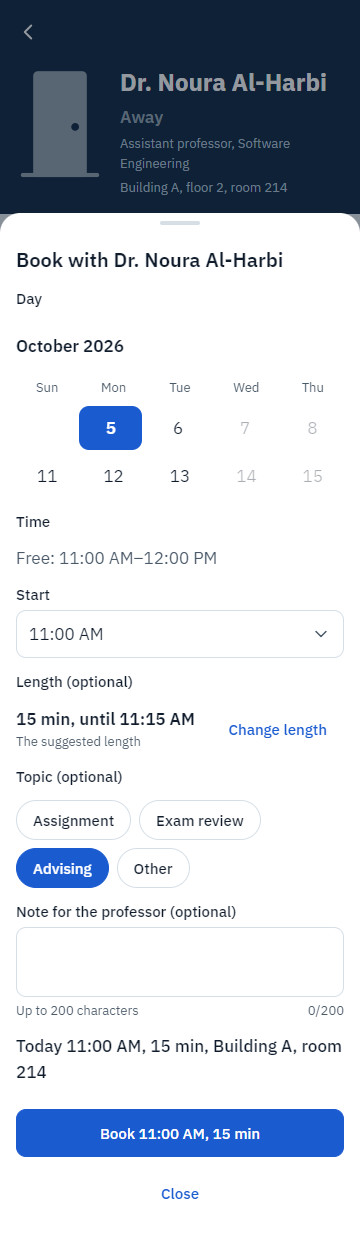 Dr. Noura Al-Harbi
Away
Assistant professor, Software
Engineering
Building A, floor 2, room 214
Book with Dr. Noura Al-Harbi
Day
October 2026
Sun Mon Tue Wed Thu
5 6 7 8
11 12 13 14 15
Time
Free: 11:00 AM–12:00 PM
Start
11:00 AM
Length (optional)
15 min, until 11:15 AM
The suggested length
Change length
Topic (optional)
Assignment Exam review
Advising Other
Note for the professor (optional)
Up to 200 characters 0/200
Today 11:00 AM, 15 min, Building A, room
214
Book 11:00 AM, 15 min
Close